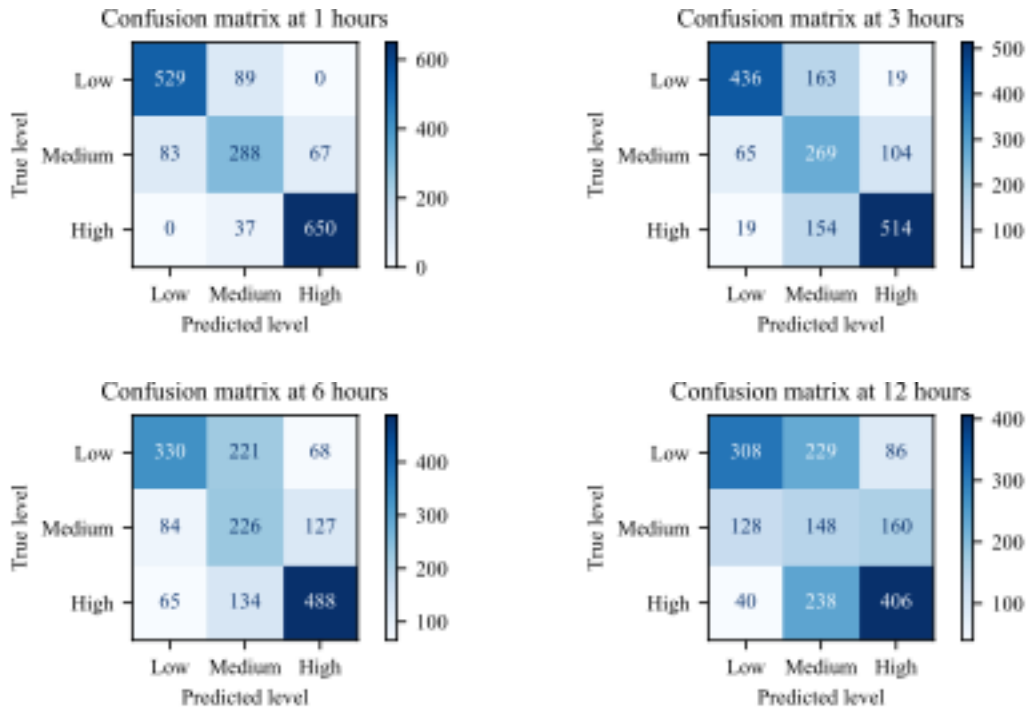 Confusion matrix at 1 hours
True level
Low 529 89 0
Medium 83 288 67
High 0 37 650
Low Medium High
Predicted level
600
400
200
0
Confusion matrix at 3 hours
True level
Low 436 163 19
Medium 65 269 104
High 19 154 514
Low Medium High
Predicted level
500
400
300
200
100
Confusion matrix at 6 hours
True level
Low 330 221 68
Medium 84 226 127
High 65 134 488
Low Medium High
Predicted level
400
300
200
100
Confusion matrix at 12 hours
True level
Low 308 229 86
Medium 128 148 160
High 40 238 406
Low Medium High
Predicted level
400
300
200
100